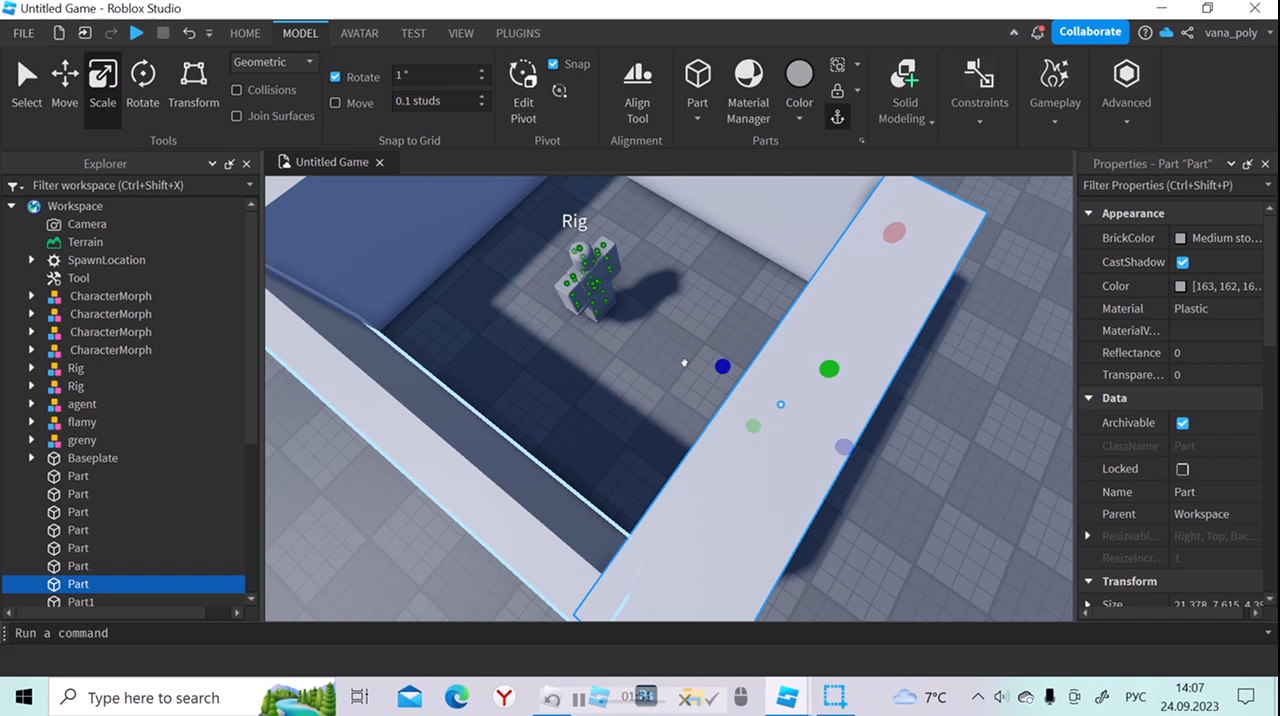 Untitled Game - Roblox Studio
FILE HOME MODEL AVATAR TEST VIEW PLUGINS Collaborate vana_poly
Select Move Scale Rotate Transform
Geometric
Collisions
Join Surfaces
Rotate 1°
Move 0.1 studs
Edit Pivot
Snap
Align Tool
Part
Material Manager
Color
Solid Modeling
Constraints
Gameplay
Advanced
Tools Snap to Grid Pivot Alignment Parts
Explorer
Filter workspace (Ctrl+Shift+X)
Workspace
Camera
Terrain
SpawnLocation
Tool
CharacterMorph
CharacterMorph
CharacterMorph
CharacterMorph
Rig
Rig
agent
flamy
greny
Baseplate
Part
Part
Part
Part
Part
Part
Part
Part1
Untitled Game
Rig
Properties - Part "Part"
Filter Properties (Ctrl+Shift+P)
Appearance
BrickColor Medium sto...
CastShadow
Color [163, 162, 16...
Material Plastic
MaterialV...
Reflectance 0
Transpare... 0
Data
Archivable
ClassName Part
Locked
Name Part
Parent Workspace
Resizeabl... Right, Top, Bac...
ResizeIncr... 1
Transform
Size 21.378, 7.615, 4.39
Run a command
Type here to search
7°C
РУС
14:07
24.09.2023